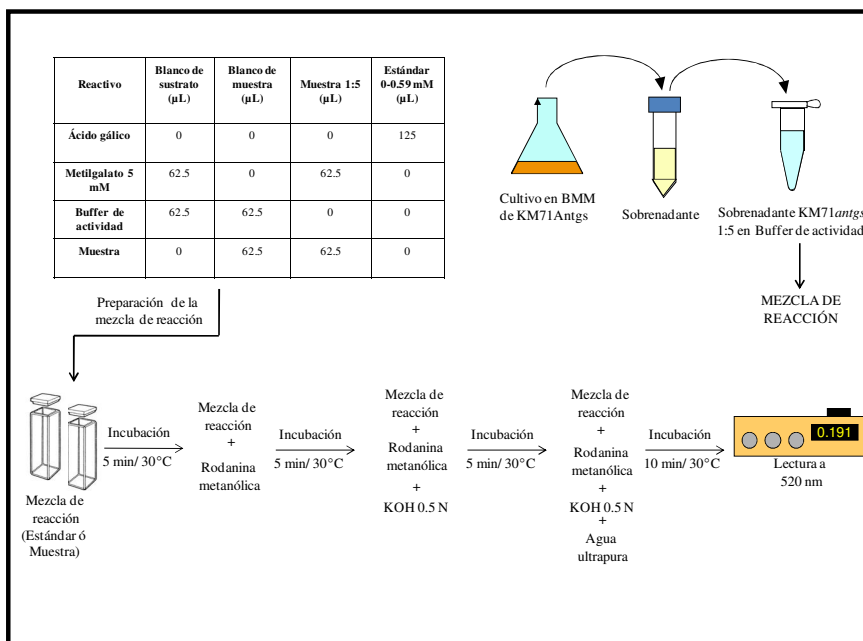 Reactivo
Blanco de
sustrato
(µL)
Blanco de
muestra
(µL)
Muestra 1:5
(µL)
Estándar
0-0.59 mM
(µL)
Ácido gálico
0
0
0
125
Metilgalato 5
mM
62.5
0
62.5
0
Buffer de
actividad
62.5
62.5
0
0
Muestra
0
62.5
62.5
0
Cultivo en BMM
de KM71Antgs
Sobrenadante
Sobrenadante KM71antgs
1:5 en Buffer de actividad
MEZCLA DE
REACCIÓN
Preparación de la
mezcla de reacción
Mezcla de
reacción
(Estándar ó
Muestra)
Incubación
5 min/ 30°C
Mezcla de
reacción
+
Rodanina
metanólica
Incubación
5 min/ 30°C
Mezcla de
reacción
+
Rodanina
metanólica
+
KOH 0.5 N
Incubación
5 min/ 30°C
Mezcla de
reacción
+
Rodanina
metanólica
+
KOH 0.5 N
+
Agua
ultrapura
Incubación
10 min/ 30°C
0.191
Lectura a
520 nm